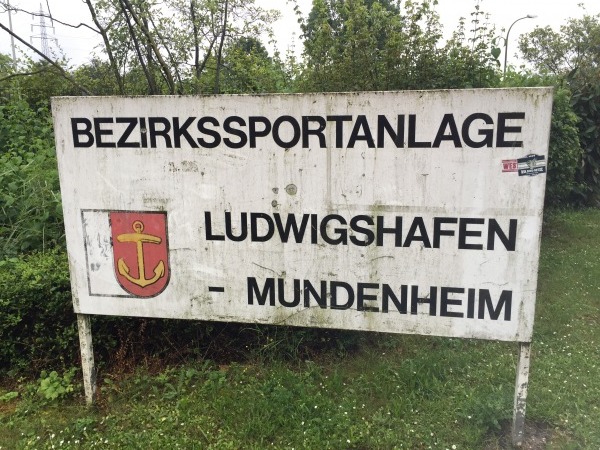 BEZIRKSSPORTANLAGE
LUDWIGSHAFEN
- MUNDENHEIM